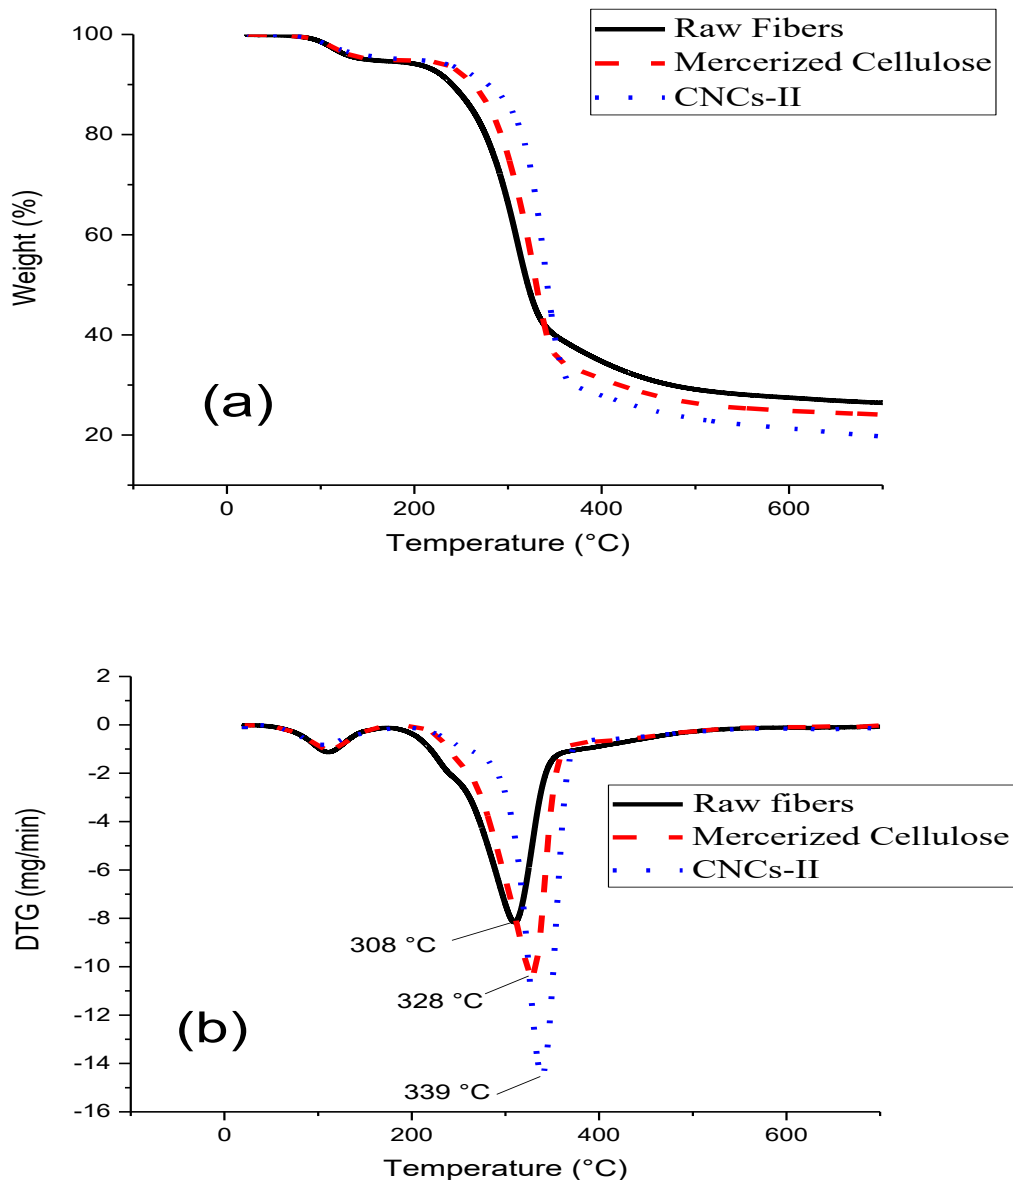 Raw Fibers
Mercerized Cellulose
CNCs-II
100
80
60
40
20
Weight (%)
(a)
0
200
400
600
Temperature (°C)
2
0
-2
-4
-6
-8
-10
-12
-14
-16
DTG (mg/min)
Raw fibers
Mercerized Cellulose
CNCs-II
308 °C
328 °C
339 °C
(b)
0
200
400
600
Temperature (°C)